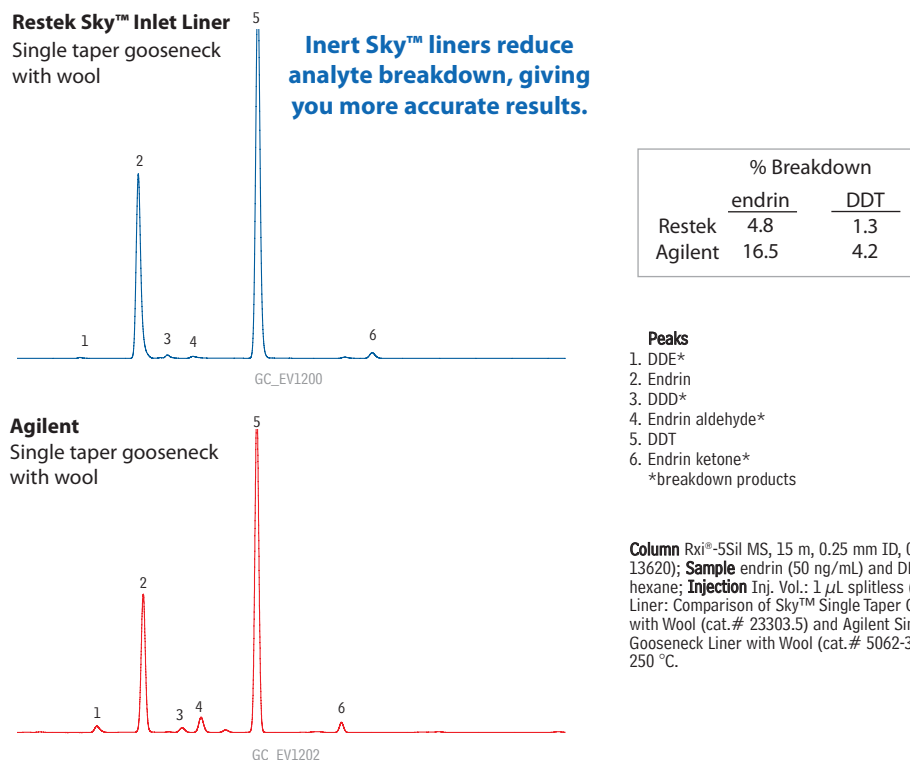 Restek Sky™ Inlet Liner
Single taper gooseneck
with wool
Inert Sky™ liners reduce
analyte breakdown, giving
you more accurate results.
5
2
1
3
4
6
GC_EV1200
% Breakdown
endrin DDT
Restek 4.8 1.3
Agilent 16.5 4.2
Peaks
1. DDE*
2. Endrin
3. DDD*
4. Endrin aldehyde*
5. DDT
6. Endrin ketone*
*breakdown products
Agilent
Single taper gooseneck
with wool
5
2
1
3
4
6
GC_EV1202
Column Rxi®-5Sil MS, 15 m, 0.25 mm ID, 0
13620); Sample endrin (50 ng/mL) and D
hexane; Injection Inj. Vol.: 1 µL splitless (
Liner: Comparison of Sky™ Single Taper
with Wool (cat.# 23303.5) and Agilent Si
Gooseneck Liner with Wool (cat.# 5062-3
250 °C.